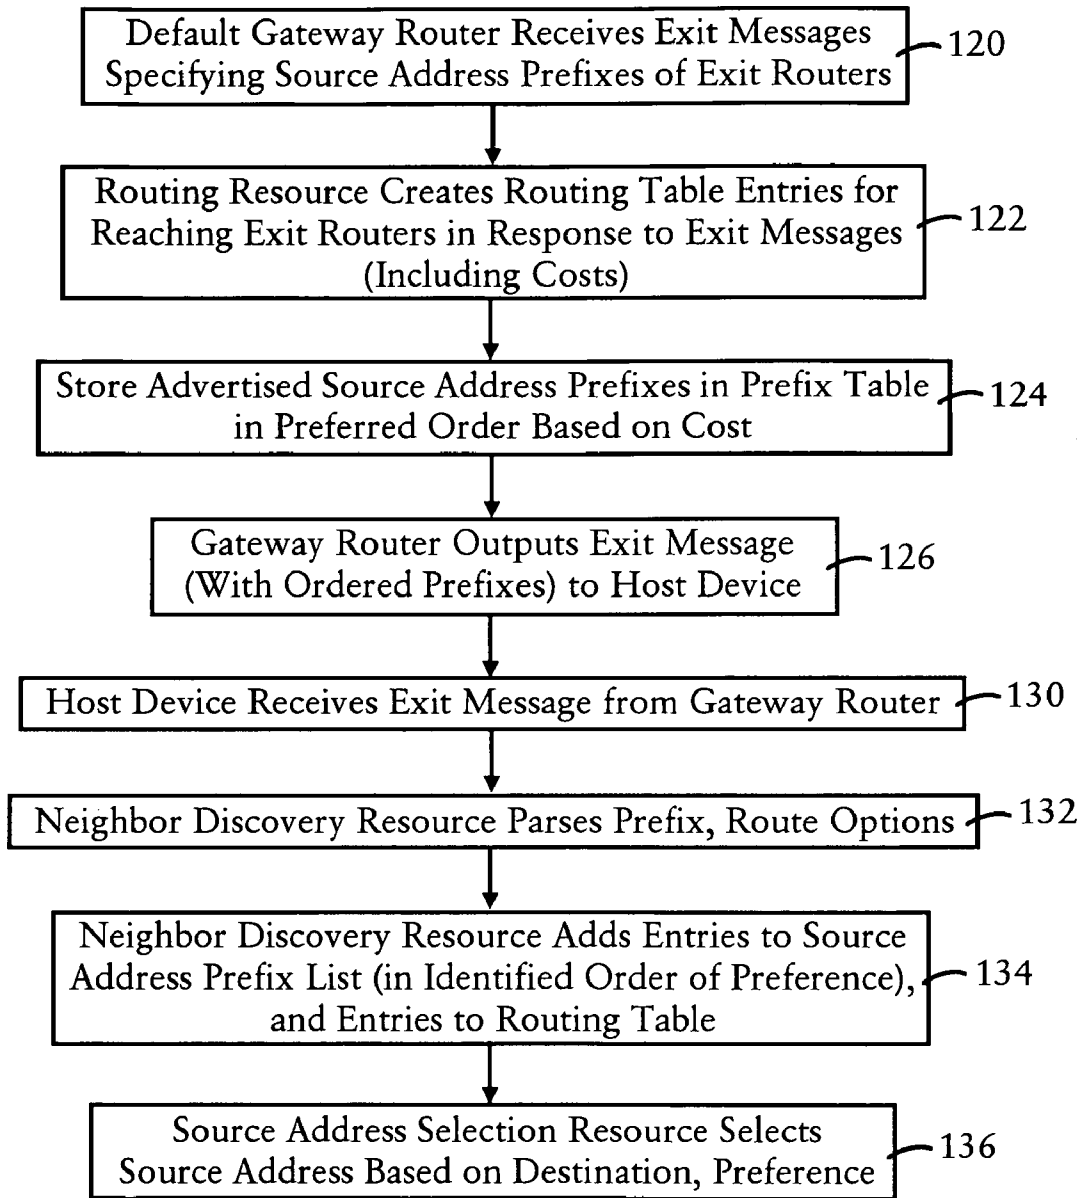 Default Gateway Router Receives Exit Messages
Specifying Source Address Prefixes of Exit Routers
120
Routing Resource Creates Routing Table Entries for
Reaching Exit Routers in Response to Exit Messages
(Including Costs)
122
Store Advertised Source Address Prefixes in Prefix Table
in Preferred Order Based on Cost
124
Gateway Router Outputs Exit Message
(With Ordered Prefixes) to Host Device
126
Host Device Receives Exit Message from Gateway Router
130
Neighbor Discovery Resource Parses Prefix, Route Options
132
Neighbor Discovery Resource Adds Entries to Source
Address Prefix List (in Identified Order of Preference),
and Entries to Routing Table
134
Source Address Selection Resource Selects
Source Address Based on Destination, Preference
136